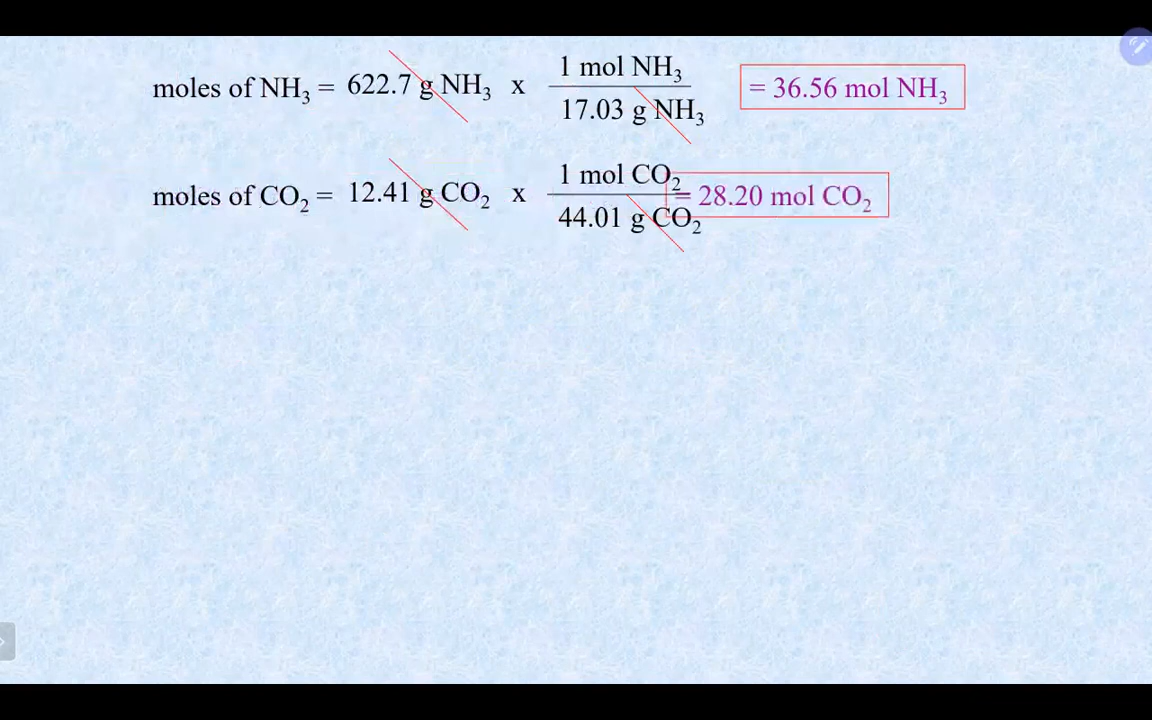 moles of NH₃ = 622.7 g NH₃ x 1 mol NH₃ / 17.03 g NH₃ = 36.56 mol NH₃
moles of CO₂ = 12.41 g CO₂ x 1 mol CO₂ / 44.01 g CO₂ = 28.20 mol CO₂